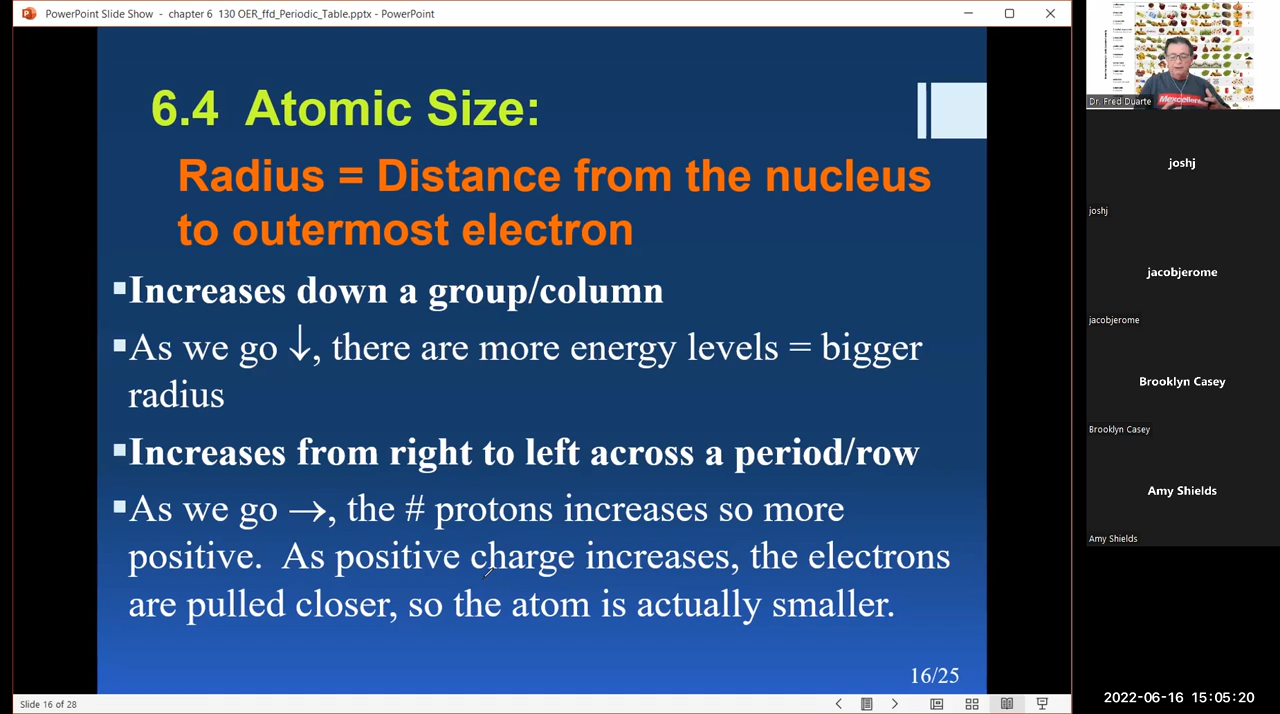 PowerPoint Slide Show - chapter 6 130 OER_ffd_Periodic_Table.pptx - PowerPoint
6.4 Atomic Size:
Radius = Distance from the nucleus
to outermost electron
▪Increases down a group/column
▪As we go ↓, there are more energy levels = bigger
radius
▪Increases from right to left across a period/row
▪As we go →, the # protons increases so more
positive. As positive charge increases, the electrons
are pulled closer, so the atom is actually smaller.
16/25
Slide 16 of 28
Mexcellent
Dr. Fred Duarte
joshj
joshj
jacobjerome
jacobjerome
Brooklyn Casey
Brooklyn Casey
Amy Shields
Amy Shields
2022-06-16 15:05:20